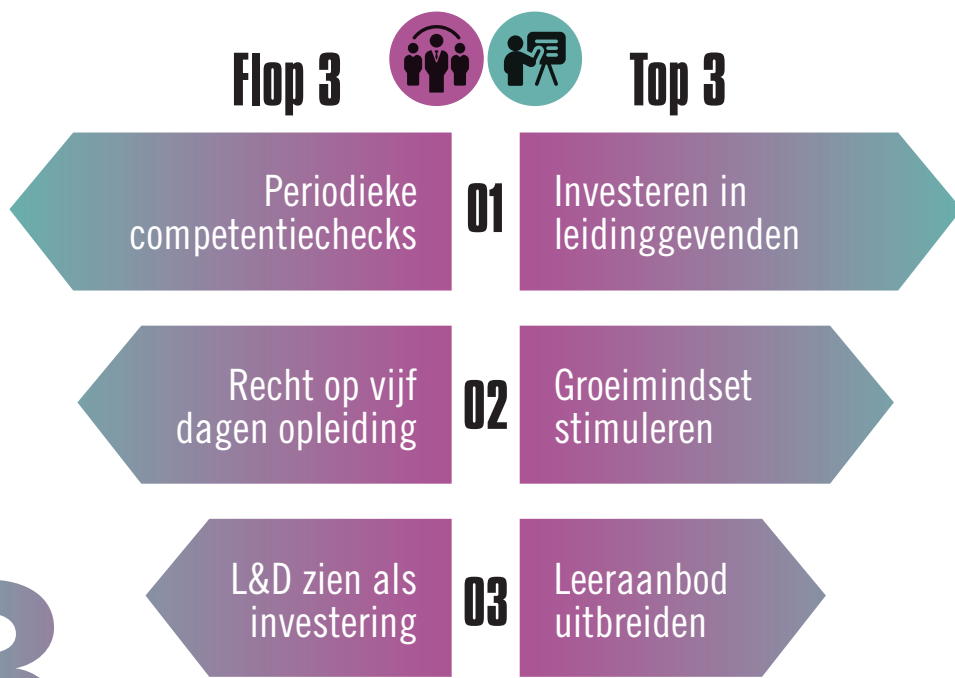 Flop 3
Top 3
Periodieke
competentiechecks
01
Investeren in
leidinggevenden
Recht op vijf
dagen opleiding
02
Groeimindset
stimuleren
L&D zien als
investering
03
Leeraanbod
uitbreiden
3